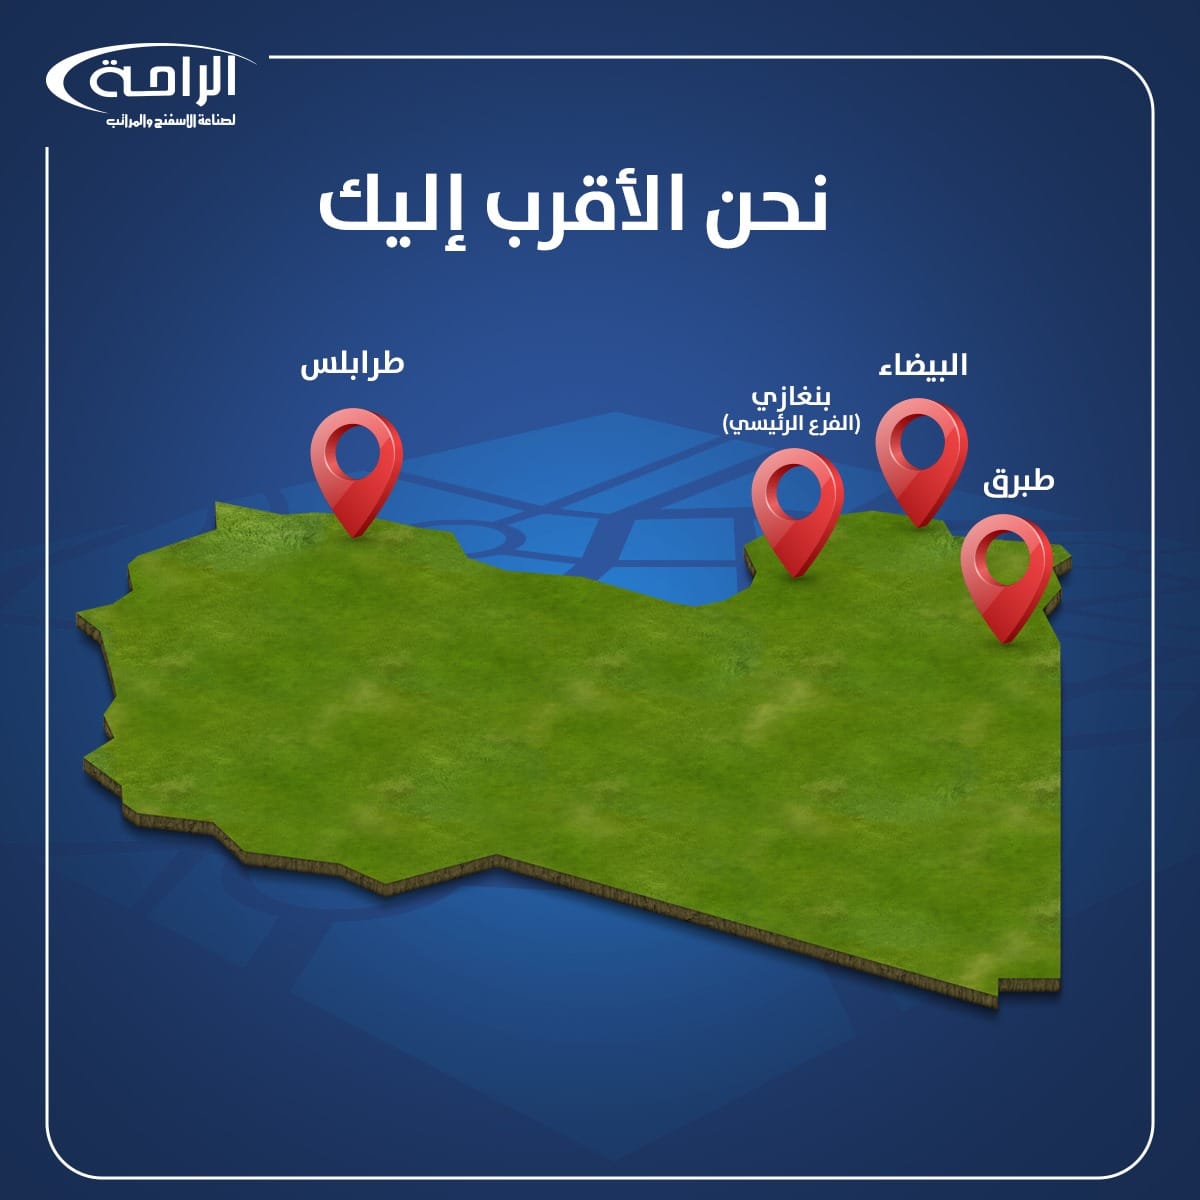 الراحة
لصناعة الاسفنج والمراتب
نحن الأقرب إليك
طرابلس
البيضاء
بنغازي
(الفرع الرئيسي)
طبرق